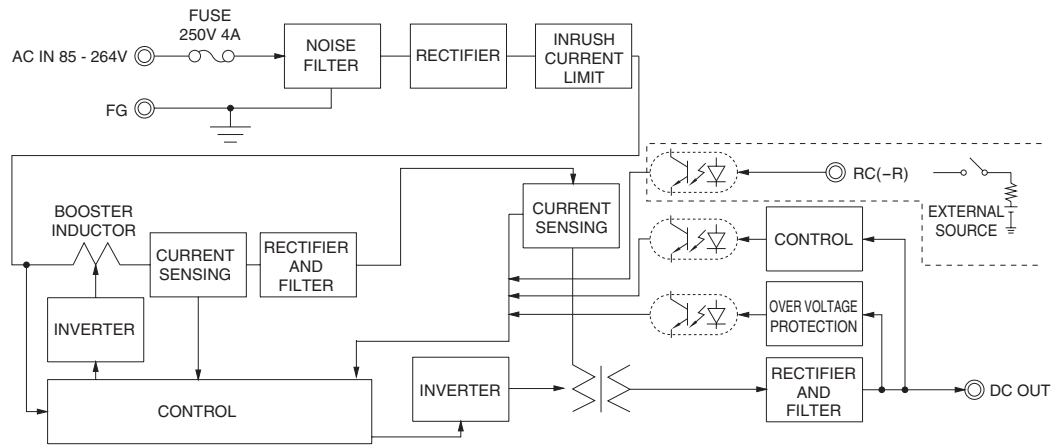 FUSE
250V 4A
AC IN 85 - 264V
NOISE
FILTER
RECTIFIER
INRUSH
CURRENT
LIMIT
FG
RC(−R)
EXTERNAL
SOURCE
CURRENT
SENSING
BOOSTER
INDUCTOR
CURRENT
SENSING
RECTIFIER
AND
FILTER
CONTROL
INVERTER
OVER VOLTAGE
PROTECTION
CONTROL
INVERTER
RECTIFIER
AND
FILTER
DC OUT